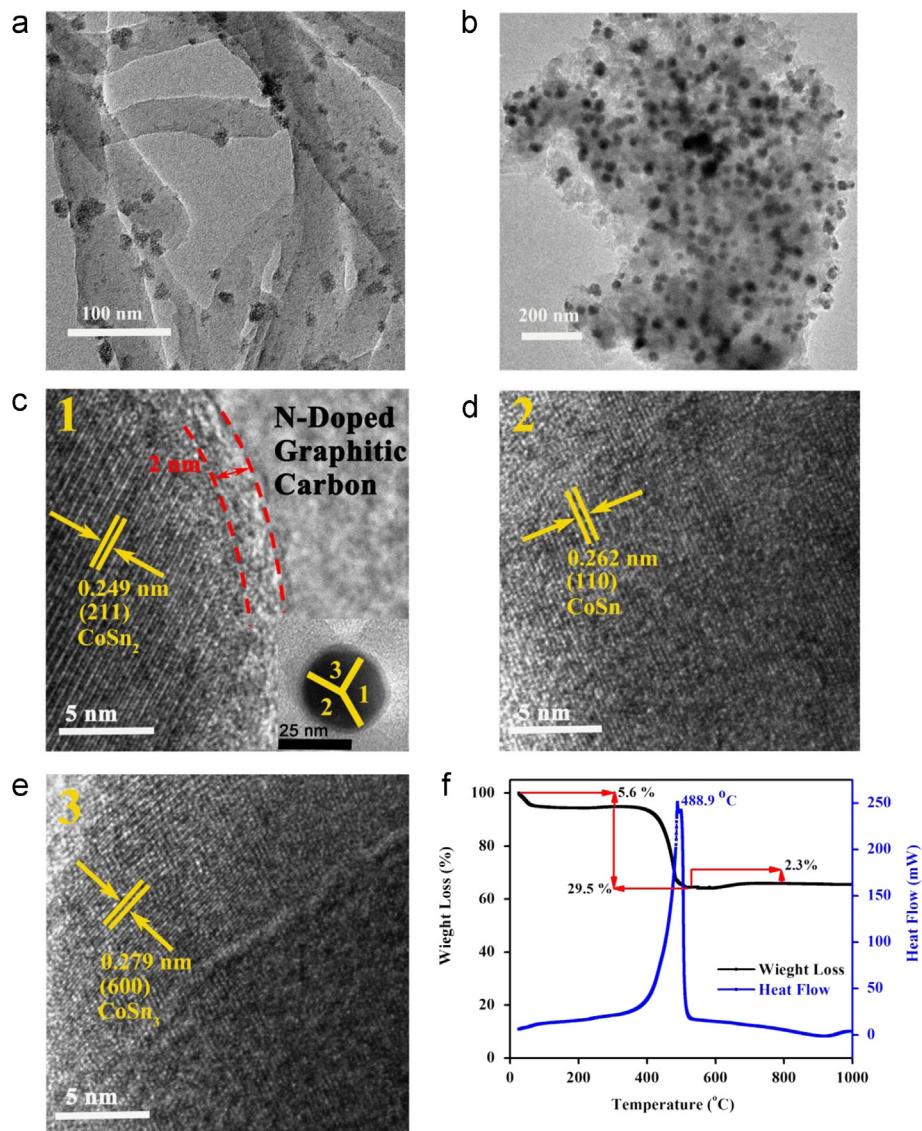 a
100 nm
b
200 nm
c
1
N-Doped
Graphitic
Carbon
2 nm
0.249 nm
(211)
CoSn₂
5 nm
3
2 1
25 nm
d
2
0.262 nm
(110)
CoSn
5 nm
e
3
0.279 nm
(600)
CoSn₃
5 nm
f
100
80
60
40
20
0
Wieght Loss (%)
5.6 %
488.9 °C
2.3%
29.5 %
Wieght Loss
Heat Flow
250
200
150
100
50
0
Heat Flow (mW)
0 200 400 600 800 1000
Temperature (°C)